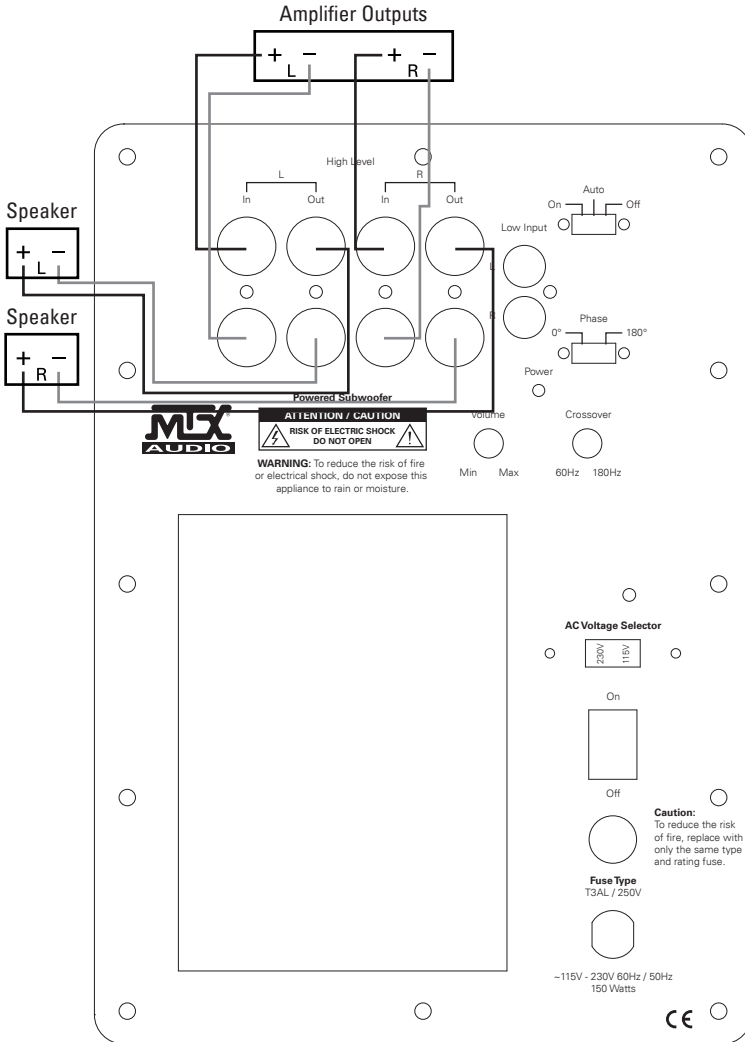 Amplifier Outputs
+ − + −
L R
High Level
L R
In Out In Out
Auto
On Off
Low Input
L
R
Speaker
+ −
L
Speaker
+ −
R
Phase
0° 180°
Power
Powered Subwoofer
MTX®
AUDIO
ATTENTION / CAUTION
RISK OF ELECTRIC SHOCK
DO NOT OPEN
!
WARNING: To reduce the risk of fire
or electrical shock, do not expose this
appliance to rain or moisture.
Volume
Min Max
Crossover
60Hz 180Hz
AC Voltage Selector
230V 115V
On
Off
Caution:
To reduce the risk
of fire, replace with
only the same type
and rating fuse.
Fuse Type
T3AL / 250V
~115V - 230V 60Hz / 50Hz
150 Watts
CE